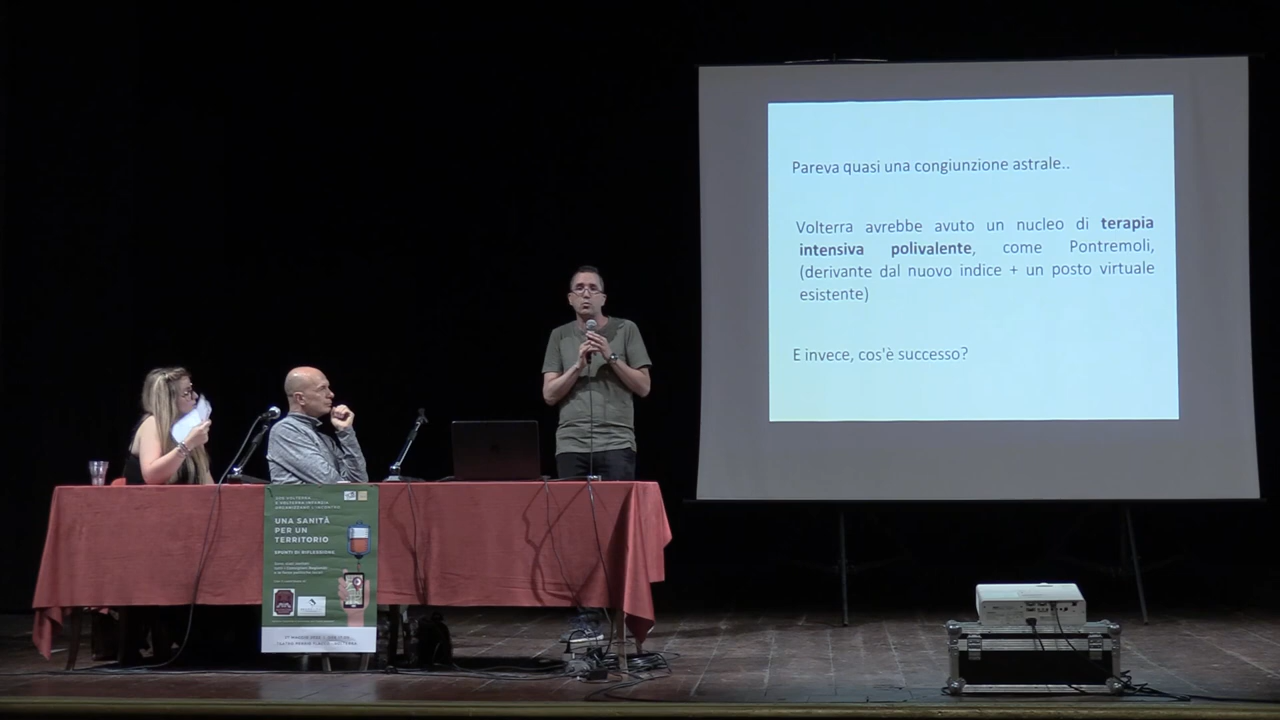 Pareva quasi una congiunzione astrale..
Volterra avrebbe avuto un nucleo di terapia
intensiva polivalente, come Pontremoli,
(derivante dal nuovo indice + un posto virtuale
esistente)
E invece, cos'è successo?
UNA SANITÀ
PER UN
TERRITORIO
SPUNTI DI RIFLESSIONE